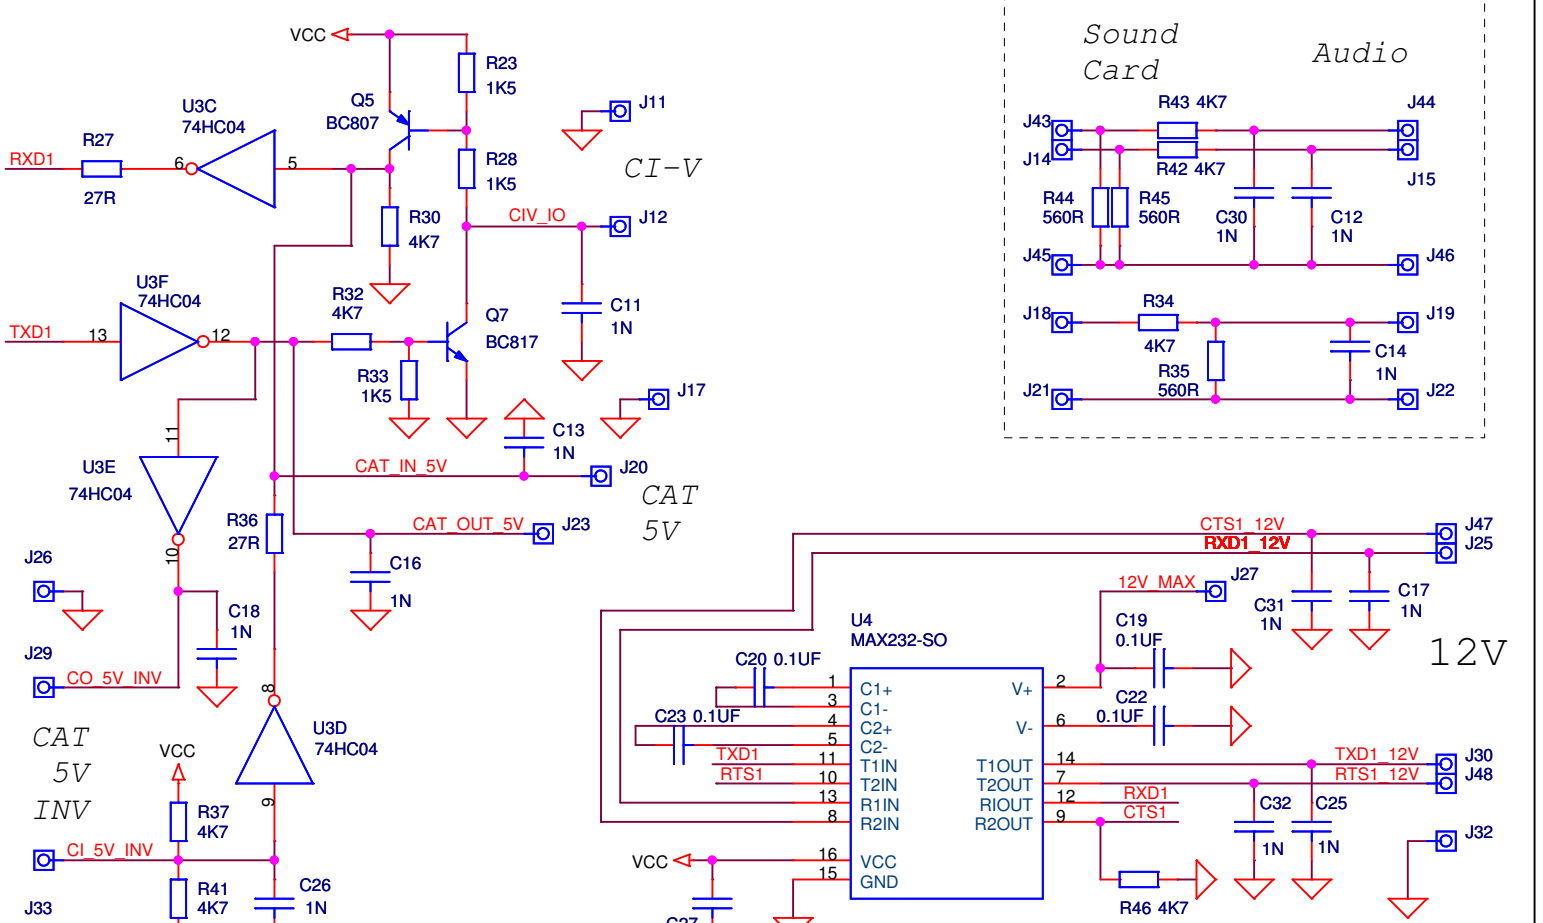 VCC
R23
1K5
Q5
BC807
U3C
74HC04
R27
RXD1
27R
6
5
R28
1K5
J11
CI-V
R30
4K7
CIV_IO
J12
U3F
74HC04
TXD1
13
12
R32
4K7
Q7
BC817
C11
1N
R33
1K5
J17
C13
1N
11
U3E
74HC04
10
CAT_IN_5V
J20
CAT
5V
R36
27R
CAT_OUT_5V
J23
C16
1N
J26
C18
1N
J29
CO_5V_INV
8
U3D
74HC04
9
CAT
5V
INV
VCC
R37
4K7
CI_5V_INV
R41
4K7
C26
1N
J33
Sound
Card
Audio
J43
R43 4K7
J44
J14
R42 4K7
J15
R44
560R
R45
560R
C30
1N
C12
1N
J45
J46
J18
R34
4K7
J19
R35
560R
C14
1N
J21
J22
CTS1_12V
J47
RXD1_12V
J25
12V_MAX
J27
C31
1N
C17
1N
12V
U4
MAX232-SO
C19
0.1UF
C20 0.1UF
C22
0.1UF
C23 0.1UF
1
C1+
V+
2
3
C1-
4
C2+
V-
6
5
C2-
TXD1
11
T1IN
T1OUT
14
TXD1_12V
J30
RTS1
10
T2IN
T2OUT
7
RTS1_12V
J48
13
R1IN
RIOUT
12
RXD1
8
R2IN
R2OUT
9
CTS1
C32
1N
C25
1N
VCC
16
VCC
15
GND
R46 4K7
J32
C27